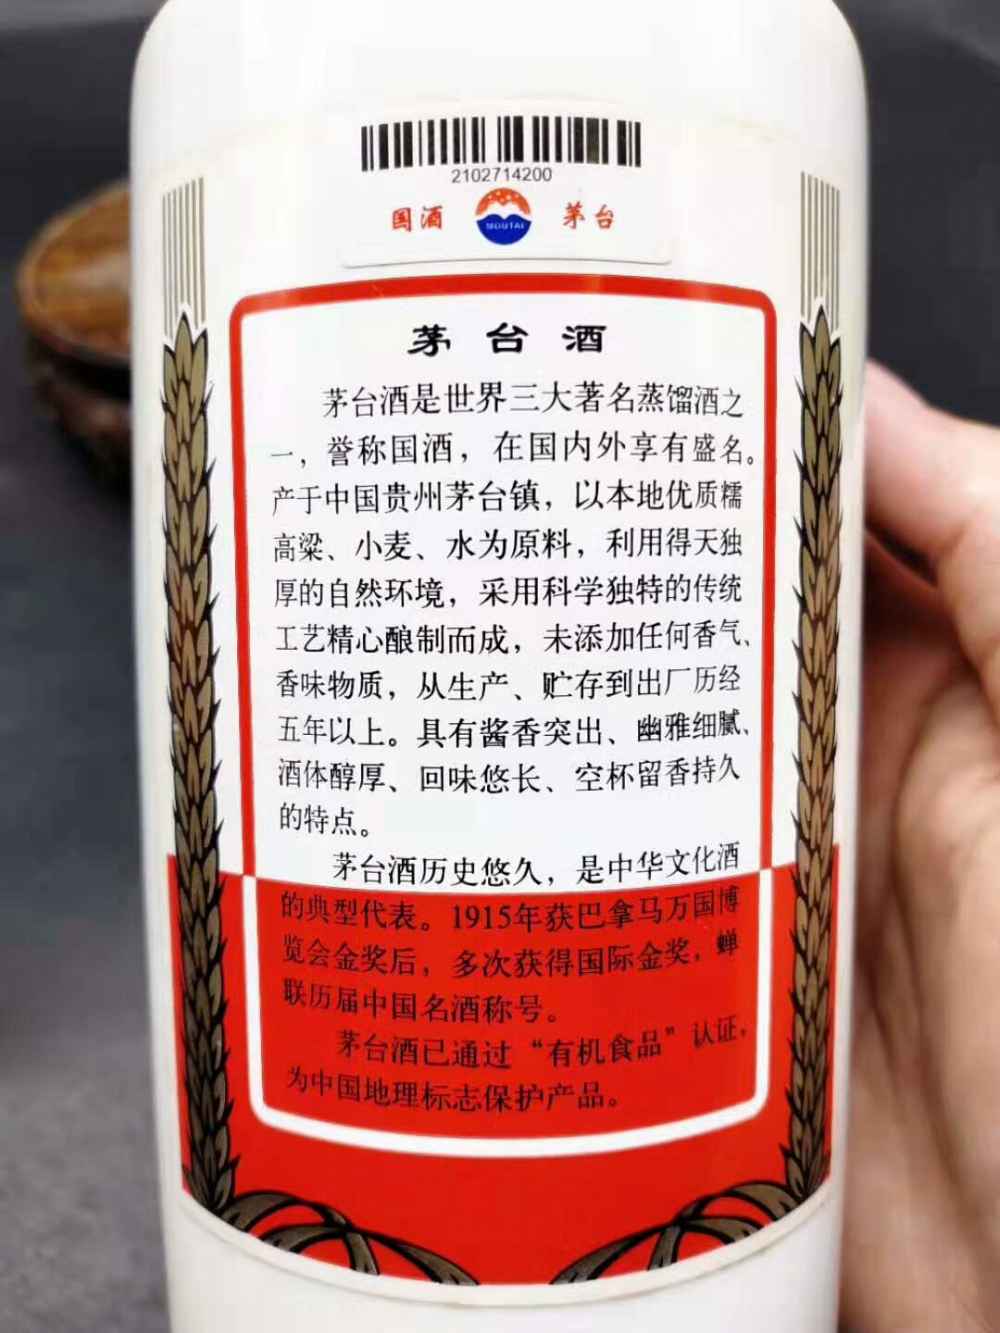 2102714200
国酒 MOUTAI 茅台
茅台酒
茅台酒是世界三大著名蒸馏酒之
一，誉称国酒，在国内外享有盛名。
产于中国贵州茅台镇，以本地优质糯
高粱、小麦、水为原料，利用得天独
厚的自然环境，采用科学独特的传统
工艺精心酿制而成，未添加任何香气、
香味物质，从生产、贮存到出厂历经
五年以上。具有酱香突出、幽雅细腻、
酒体醇厚、回味悠长、空杯留香持久
的特点。
茅台酒历史悠久，是中华文化酒
的典型代表。1915年获巴拿马万国博
览会金奖后，多次获得国际金奖，蝉
联历届中国名酒称号。
茅台酒已通过“有机食品”认证，
为中国地理标志保护产品。